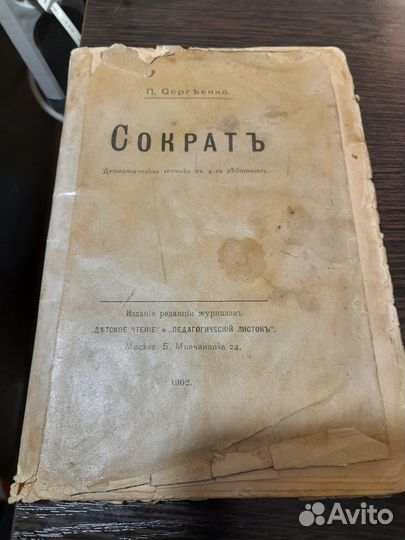 П. Сергѣенко.
Сократъ
Драматическая хроника въ 4-хъ дѣйствіяхъ.
Изданіе редакціи журналовъ
„ДѢТСКОЕ ЧТЕНІЕ" и „ПЕДАГОГИЧЕСКІЙ ЛИСТОКЪ".
Москва. Б. Молчановка 24.
1902.
Avito